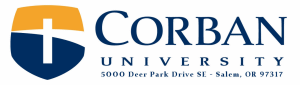 CORBAN
UNIVERSITY
5000 Deer Park Drive SE - Salem, OR 97317